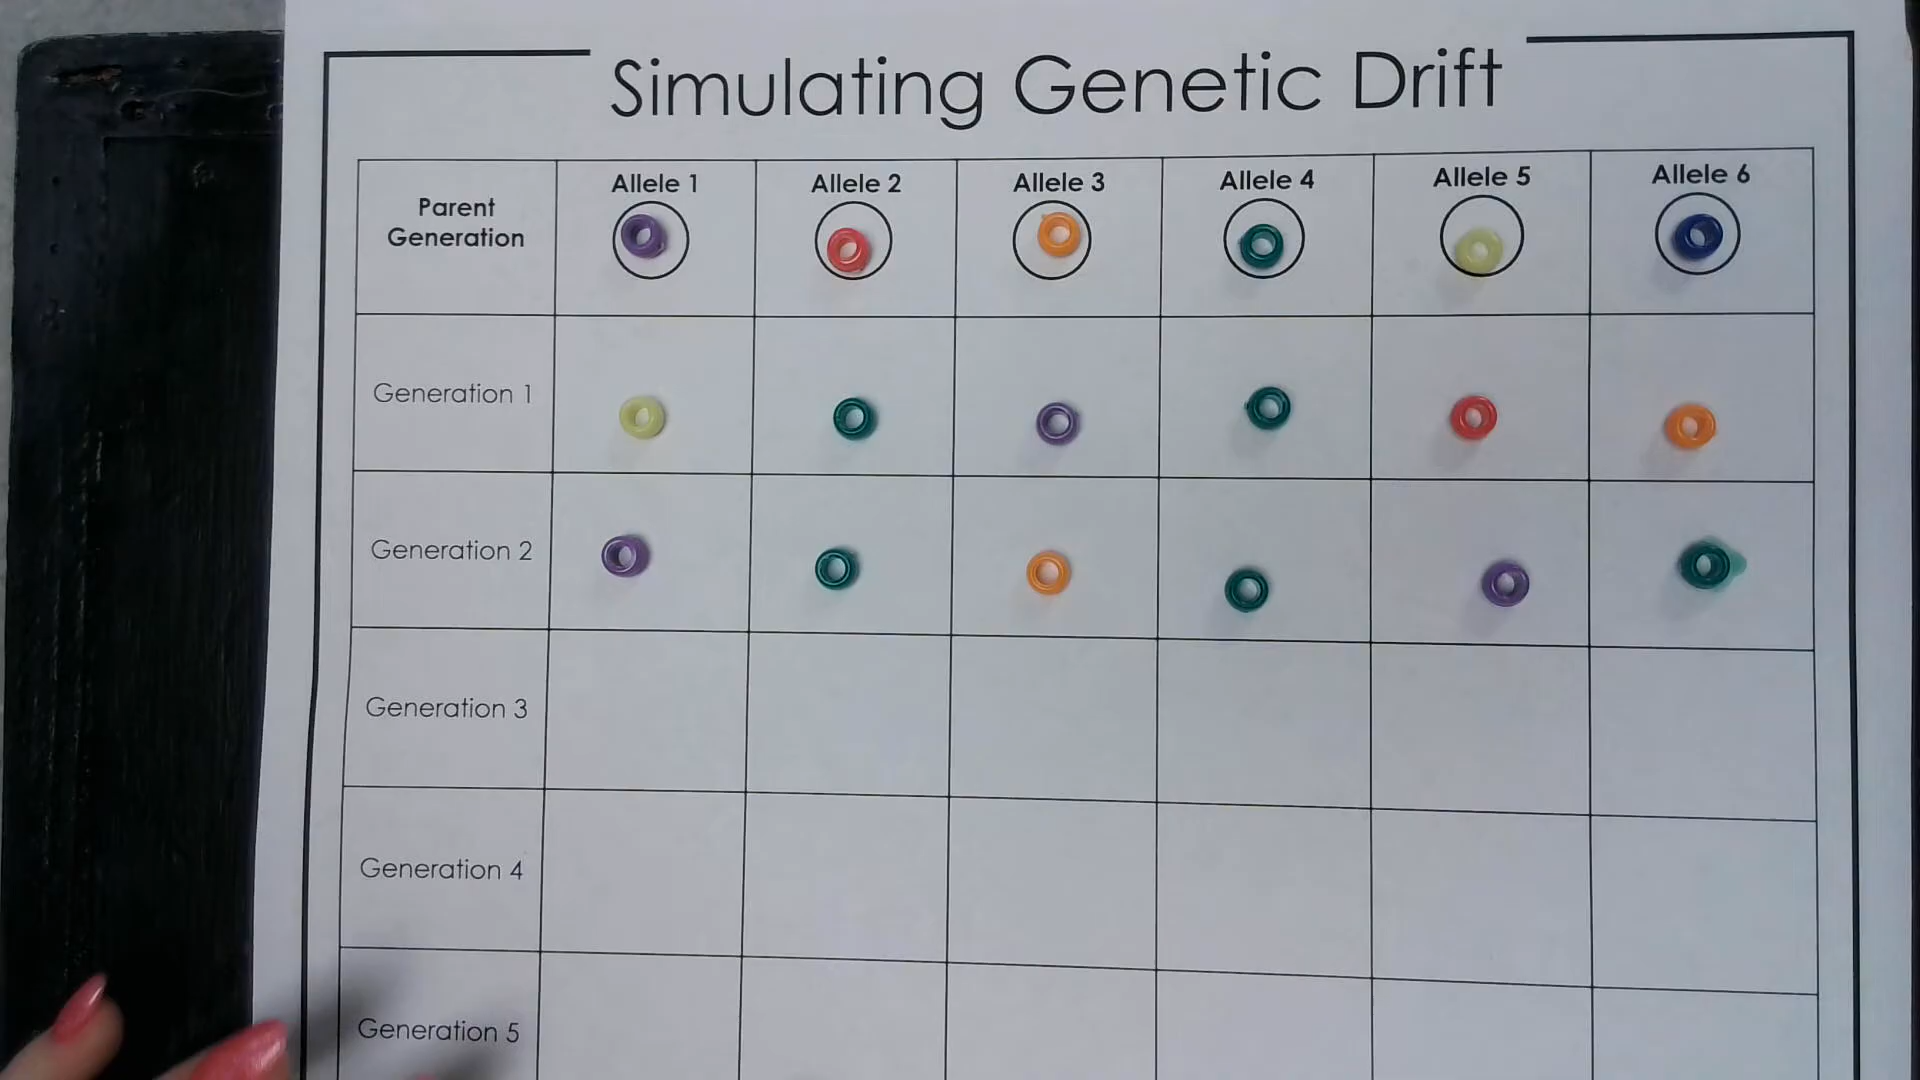 Simulating Genetic Drift
Parent
Generation
Allele 1
Allele 2
Allele 3
Allele 4
Allele 5
Allele 6
Generation 1
Generation 2
Generation 3
Generation 4
Generation 5